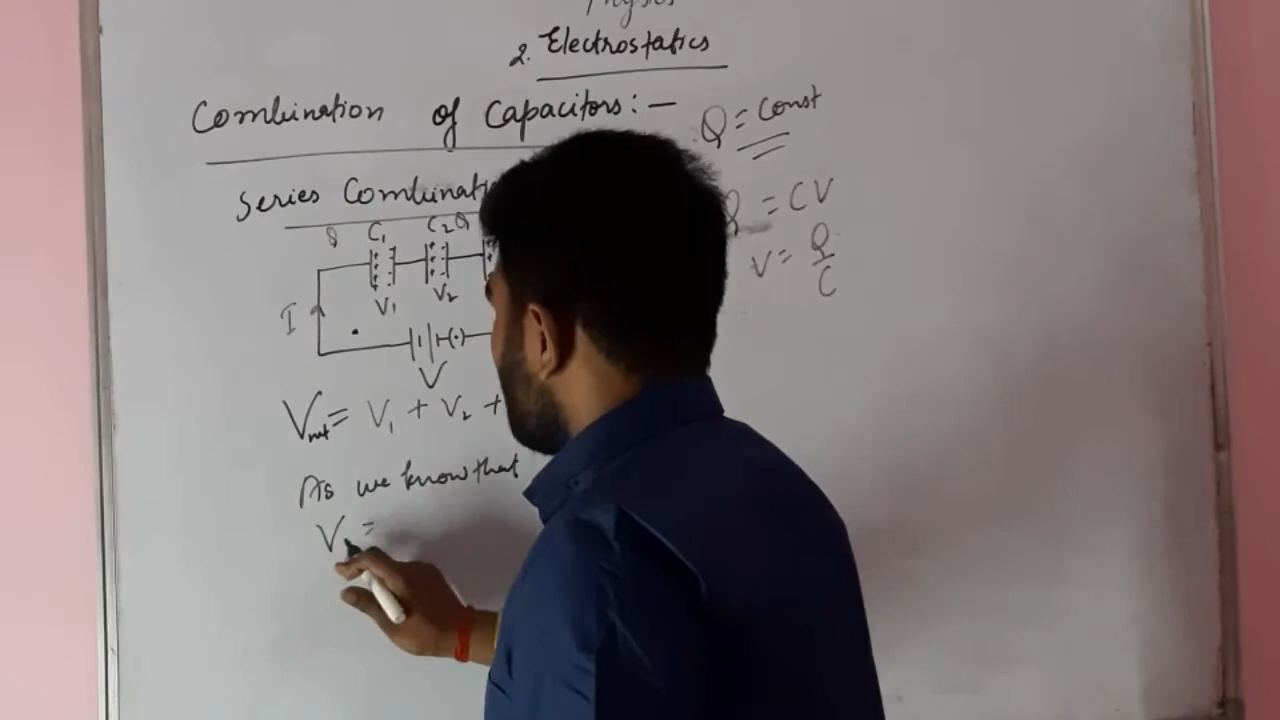 Physics
2. Electrostatics
Combination of Capacitors:-
Q = Const
Series
Q C₁ C₂ Q
= CV
V = Q/C
V₁ V₂
I
V
Vnet = V₁ + V₂ +
As we know that
V =